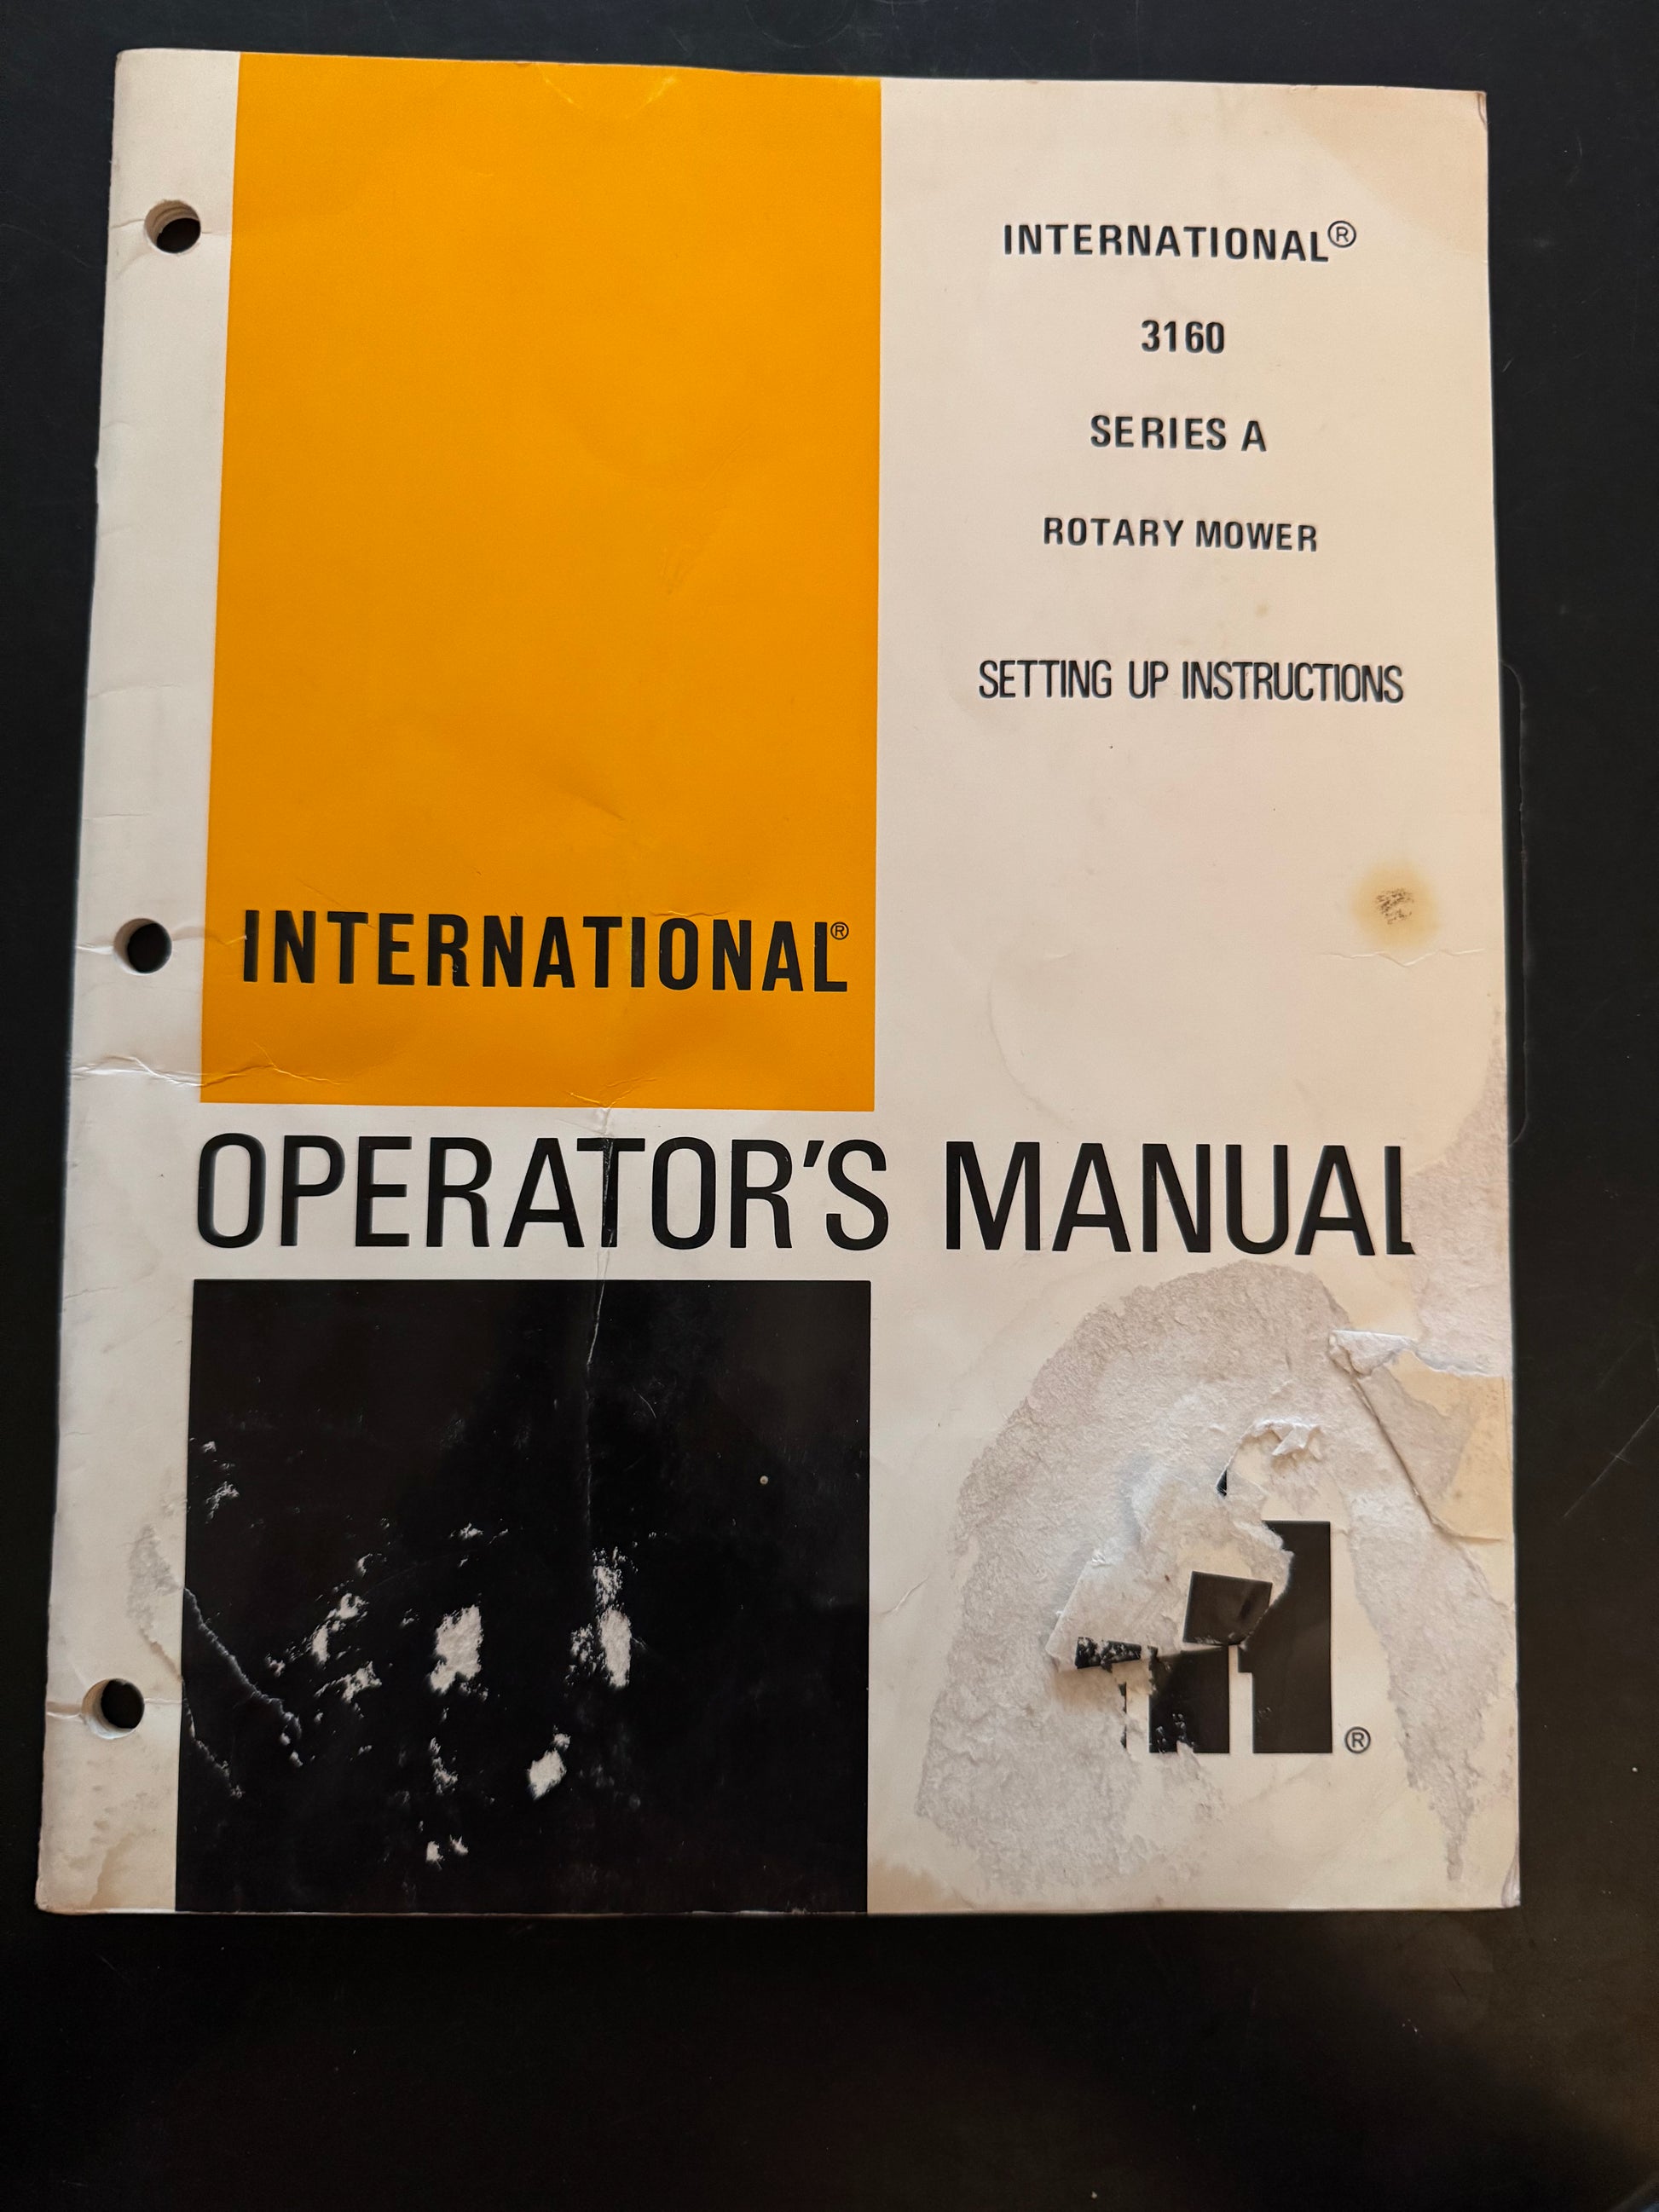 INTERNATIONAL®
3160
SERIES A
ROTARY MOWER
SETTING UP INSTRUCTIONS
INTERNATIONAL®
OPERATOR'S MANUAL
®